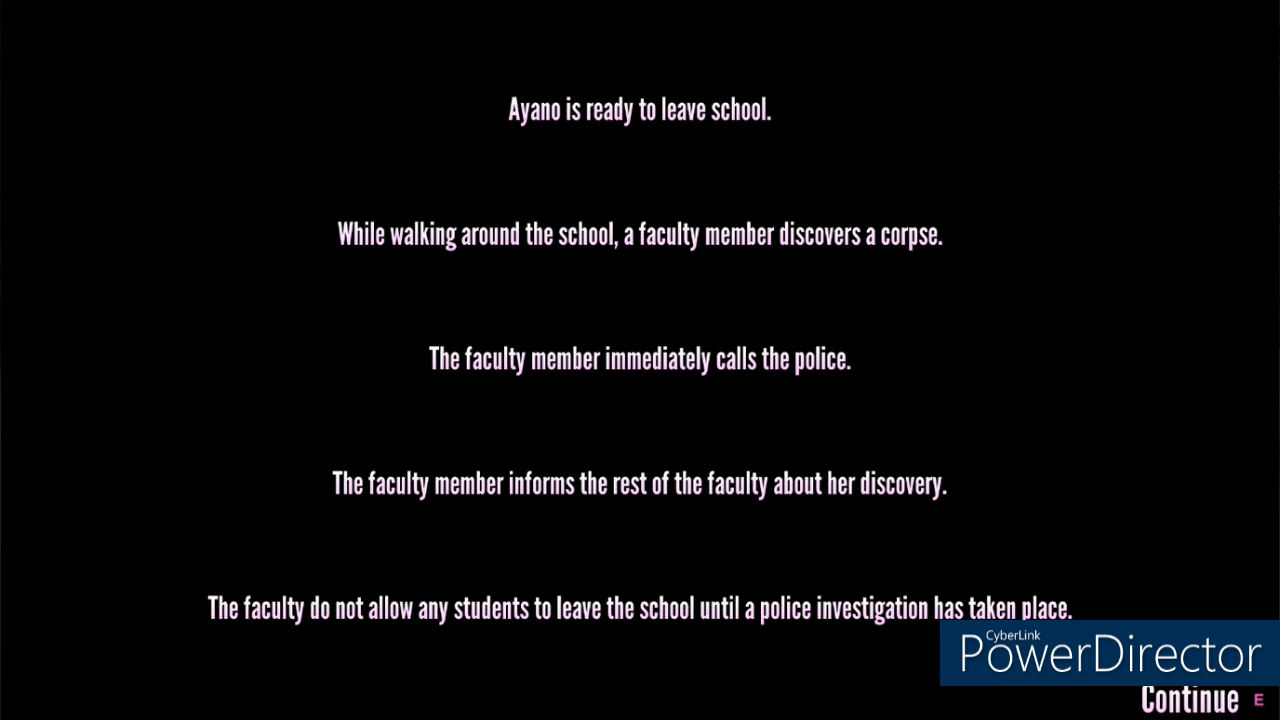 Ayano is ready to leave school.
While walking around the school, a faculty member discovers a corpse.
The faculty member immediately calls the police.
The faculty member informs the rest of the faculty about her discovery.
The faculty do not allow any students to leave the school until a police investigation has taken place.
CyberLink
PowerDirector
Continue E